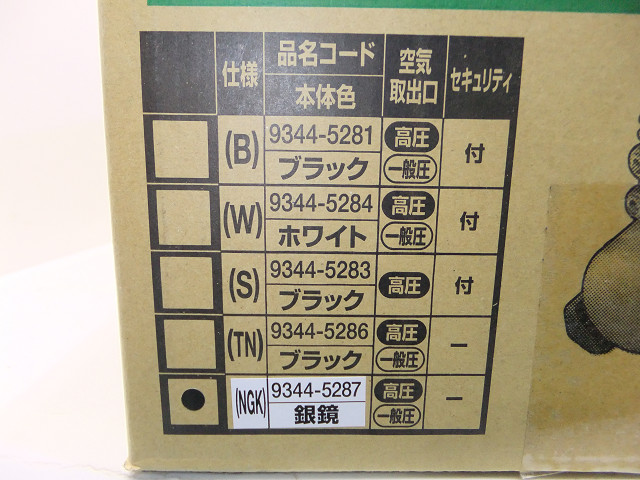 仕様 品名コード 空気取出口 セキュリティ
本体色
(B) 9344-5281 高圧 付
ブラック 一般圧
(W) 9344-5284 高圧 付
ホワイト 一般圧
(S) 9344-5283 高圧 付
ブラック
(TN) 9344-5286 高圧 ー
ブラック 一般圧
● (NGK) 9344-5287 高圧 ー
銀鏡 一般圧